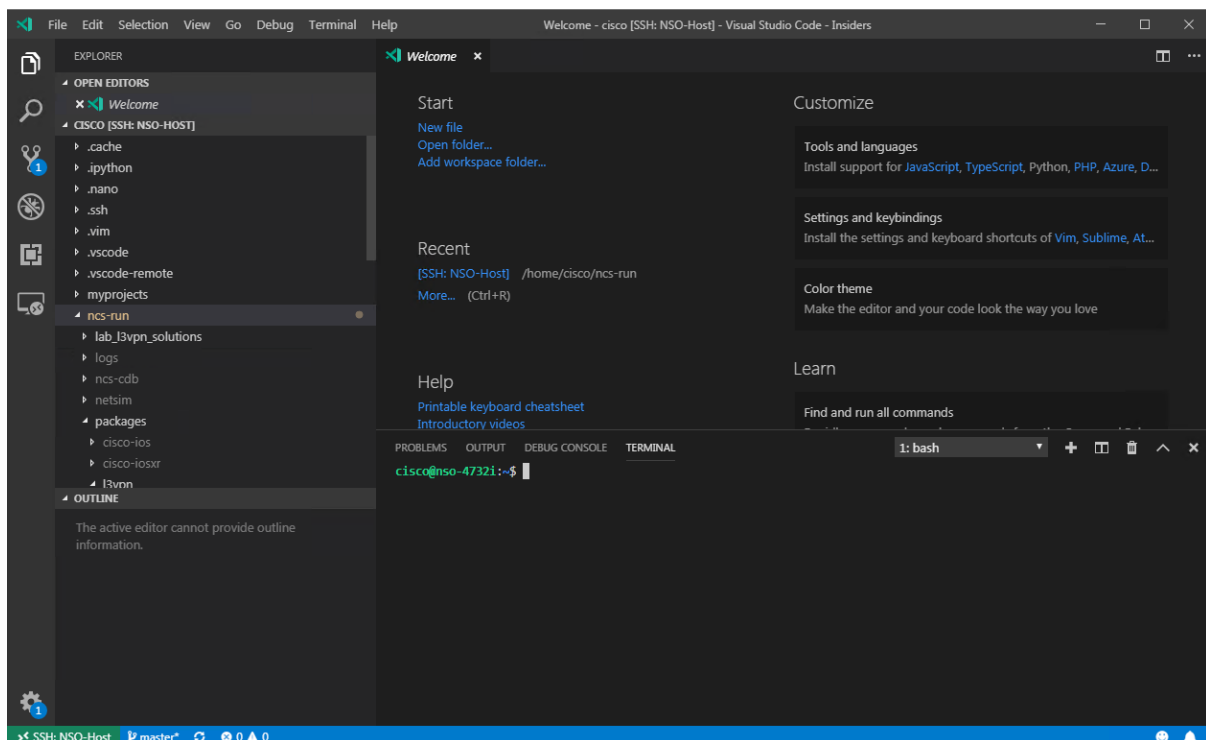 File Edit Selection View Go Debug Terminal Help
Welcome - cisco [SSH: NSO-Host] - Visual Studio Code - Insiders
EXPLORER
OPEN EDITORS
Welcome
CISCO [SSH: NSO-HOST]
.cache
.ipython
.nano
.ssh
.vim
.vscode
.vscode-remote
myprojects
ncs-run
lab_l3vpn_solutions
logs
ncs-cdb
netsim
packages
cisco-ios
cisco-iosxr
l3vpn
OUTLINE
The active editor cannot provide outline
information.
1
1
Welcome
Start
New file
Open folder...
Add workspace folder...
Recent
[SSH: NSO-Host] /home/cisco/ncs-run
More... (Ctrl+R)
Help
Printable keyboard cheatsheet
Introductory videos
Customize
Tools and languages
Install support for JavaScript, TypeScript, Python, PHP, Azure, D...
Settings and keybindings
Install the settings and keyboard shortcuts of Vim, Sublime, At...
Color theme
Make the editor and your code look the way you love
Learn
Find and run all commands
PROBLEMS OUTPUT DEBUG CONSOLE TERMINAL
1: bash
cisco@nso-4732i:~$
SSH: NSO-Host master* 0 0